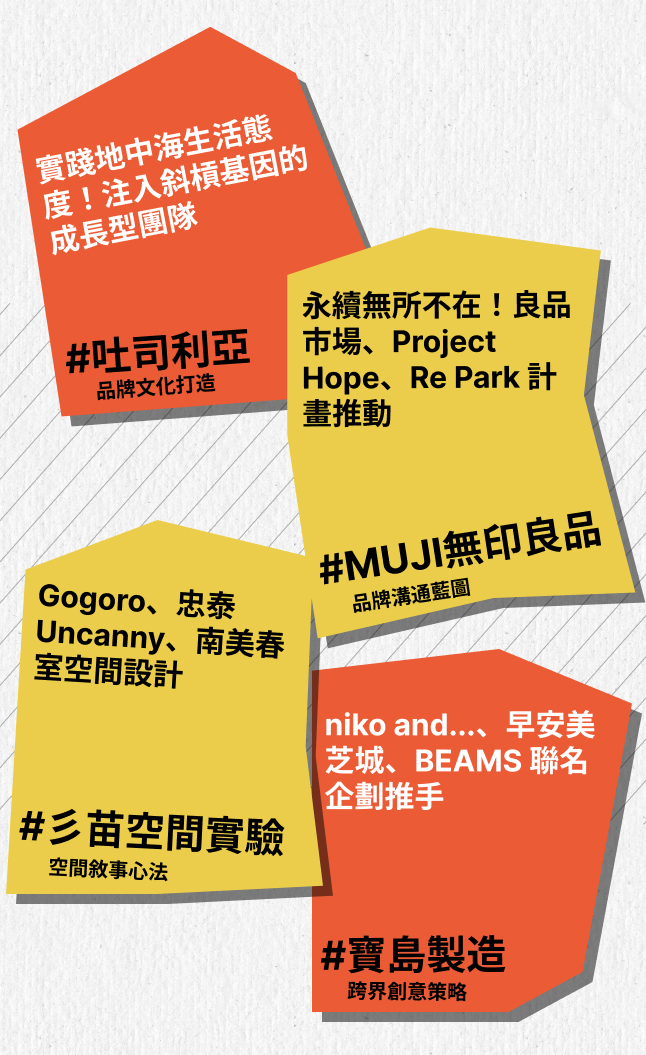 實踐地中海生活態
度！注入斜槓基因的
成長型團隊
#吐司利亞
品牌文化打造
永續無所不在！良品
市場、Project
Hope、Re Park 計
畫推動
#MUJI無印良品
品牌溝通藍圖
Gogoro、忠泰
Uncanny、南美春
室空間設計
#彡苗空間實驗
空間敘事心法
niko and...、早安美
芝城、BEAMS 聯名
企劃推手
#寶島製造
跨界創意策略